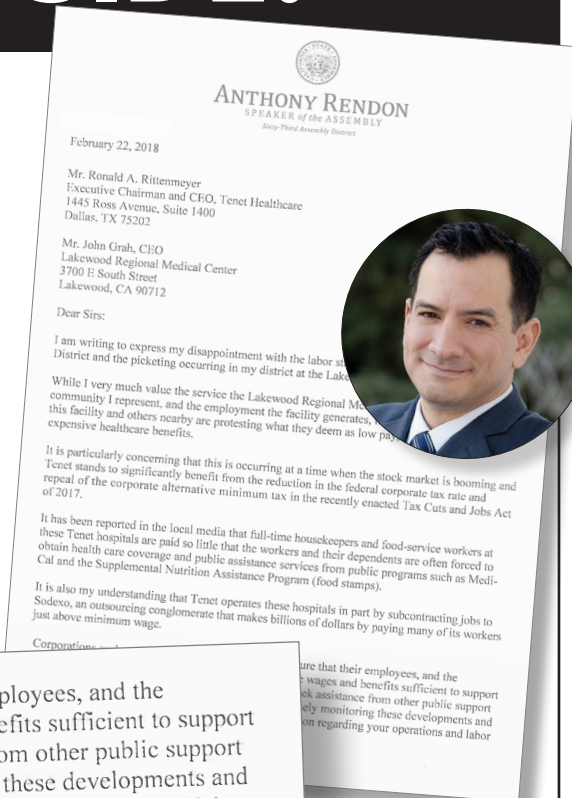 ANTHONY RENDON
SPEAKER of the ASSEMBLY
Sixty-Third Assembly District
February 22, 2018
Mr. Ronald A. Rittenmeyer
Executive Chairman and CEO, Tenet Healthcare
1445 Ross Avenue, Suite 1400
Dallas, TX 75202
Mr. John Grah, CEO
Lakewood Regional Medical Center
3700 E South Street
Lakewood, CA 90712
Dear Sirs:
I am writing to express my disappointment with the labor
District and the picketing occurring in my district at the
While I very much value the service the Lakewood Regional
community I represent, and the employment the facility generates,
this facility and others nearby are protesting what they deem as low
expensive healthcare benefits.
It is particularly concerning that this is occurring at a time when the stock market is booming and
Tenet stands to significantly benefit from the reduction in the federal corporate tax rate and
repeal of the corporate alternative minimum tax in the recently enacted Tax Cuts and Jobs Act
of 2017.
It has been reported in the local media that full-time housekeepers and food-service workers at
these Tenet hospitals are paid so little that the workers and their dependents are often forced to
obtain health care coverage and public assistance services from public programs such as Medi-
Cal and the Supplemental Nutrition Assistance Program (food stamps).
It is also my understanding that Tenet operates these hospitals in part by subcontracting jobs to
Sodexo, an outsourcing conglomerate that makes billions of dollars by paying many of its workers
just above minimum wage.
Corporations
that their employees, and the
wages and benefits sufficient to support
assistance from other public support
monitoring these developments and
regarding your operations and labor
and the
sufficient to support
other public support
these developments and